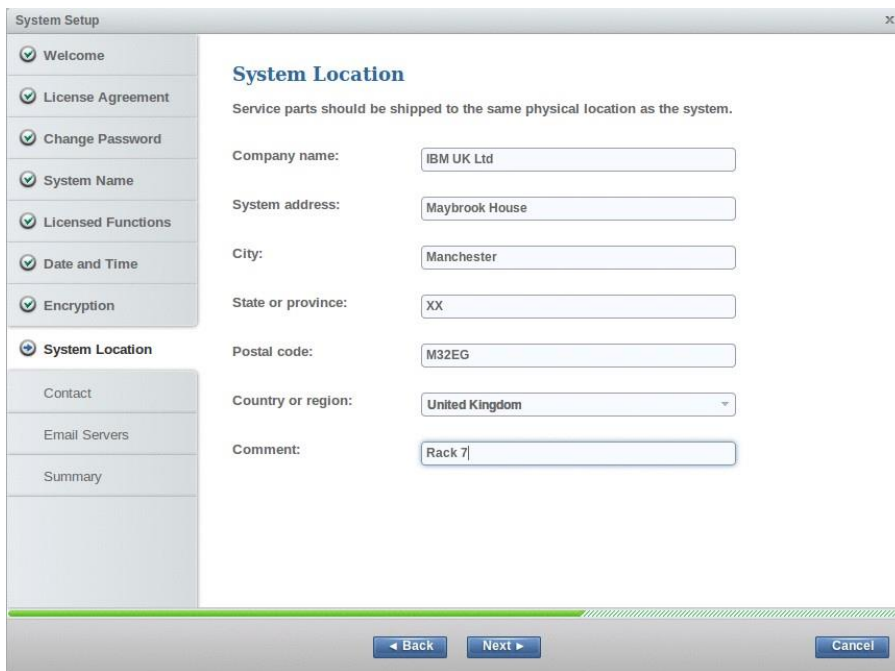 System Setup x
Welcome
License Agreement
Change Password
System Name
Licensed Functions
Date and Time
Encryption
System Location
Contact
Email Servers
Summary
System Location
Service parts should be shipped to the same physical location as the system.
Company name: IBM UK Ltd
System address: Maybrook House
City: Manchester
State or province: XX
Postal code: M32EG
Country or region: United Kingdom
Comment: Rack 7
Back Next Cancel